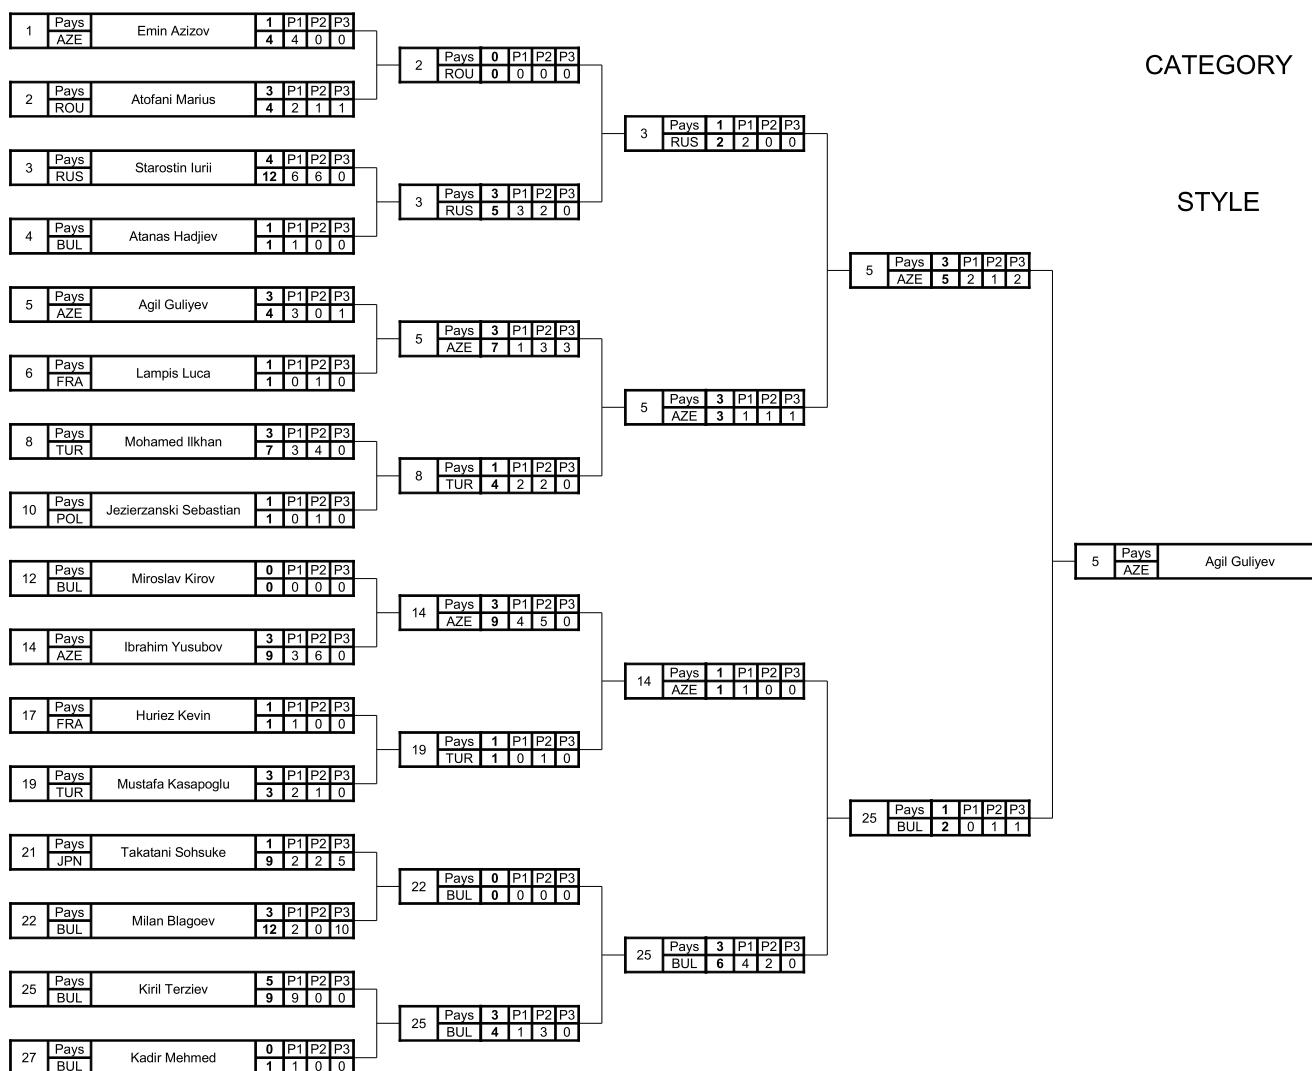 1 Pays Emin Azizov 1 P1 P2 P3
AZE 4 4 0 0
2 Pays 0 P1 P2 P3
ROU 0 0 0 0
CATEGORY
2 Pays Atofani Marius 3 P1 P2 P3
ROU 4 2 1 1
3 Pays 1 P1 P2 P3
RUS 2 2 0 0
3 Pays Starostin Iurii 4 P1 P2 P3
RUS 12 6 6 0
3 Pays 3 P1 P2 P3
RUS 5 3 2 0
STYLE
4 Pays Atanas Hadjiev 1 P1 P2 P3
BUL 1 1 0 0
5 Pays 3 P1 P2 P3
AZE 5 2 1 2
5 Pays Agil Guliyev 3 P1 P2 P3
AZE 4 3 0 1
5 Pays 3 P1 P2 P3
AZE 7 1 3 3
6 Pays Lampis Luca 1 P1 P2 P3
FRA 1 0 1 0
5 Pays 3 P1 P2 P3
AZE 3 1 1 1
8 Pays Mohamed Ilkhan 3 P1 P2 P3
TUR 7 3 4 0
8 Pays 1 P1 P2 P3
TUR 4 2 2 0
10 Pays Jezierzanski Sebastian 1 P1 P2 P3
POL 1 0 1 0
5 Pays Agil Guliyev
AZE
12 Pays Miroslav Kirov 0 P1 P2 P3
BUL 0 0 0 0
14 Pays 3 P1 P2 P3
AZE 9 4 5 0
14 Pays Ibrahim Yusubov 3 P1 P2 P3
AZE 9 3 6 0
14 Pays 1 P1 P2 P3
AZE 1 1 0 0
17 Pays Huriez Kevin 1 P1 P2 P3
FRA 1 1 0 0
19 Pays 1 P1 P2 P3
TUR 1 0 1 0
19 Pays Mustafa Kasapoglu 3 P1 P2 P3
TUR 3 2 1 0
25 Pays 1 P1 P2 P3
BUL 2 0 1 1
21 Pays Takatani Sohsuke 1 P1 P2 P3
JPN 9 2 2 5
22 Pays 0 P1 P2 P3
BUL 0 0 0 0
22 Pays Milan Blagoev 3 P1 P2 P3
BUL 12 2 0 10
25 Pays 3 P1 P2 P3
BUL 6 4 2 0
25 Pays Kiril Terziev 5 P1 P2 P3
BUL 9 9 0 0
25 Pays 3 P1 P2 P3
BUL 4 1 3 0
27 Pays Kadir Mehmed 0 P1 P2 P3
BUL 1 1 0 0